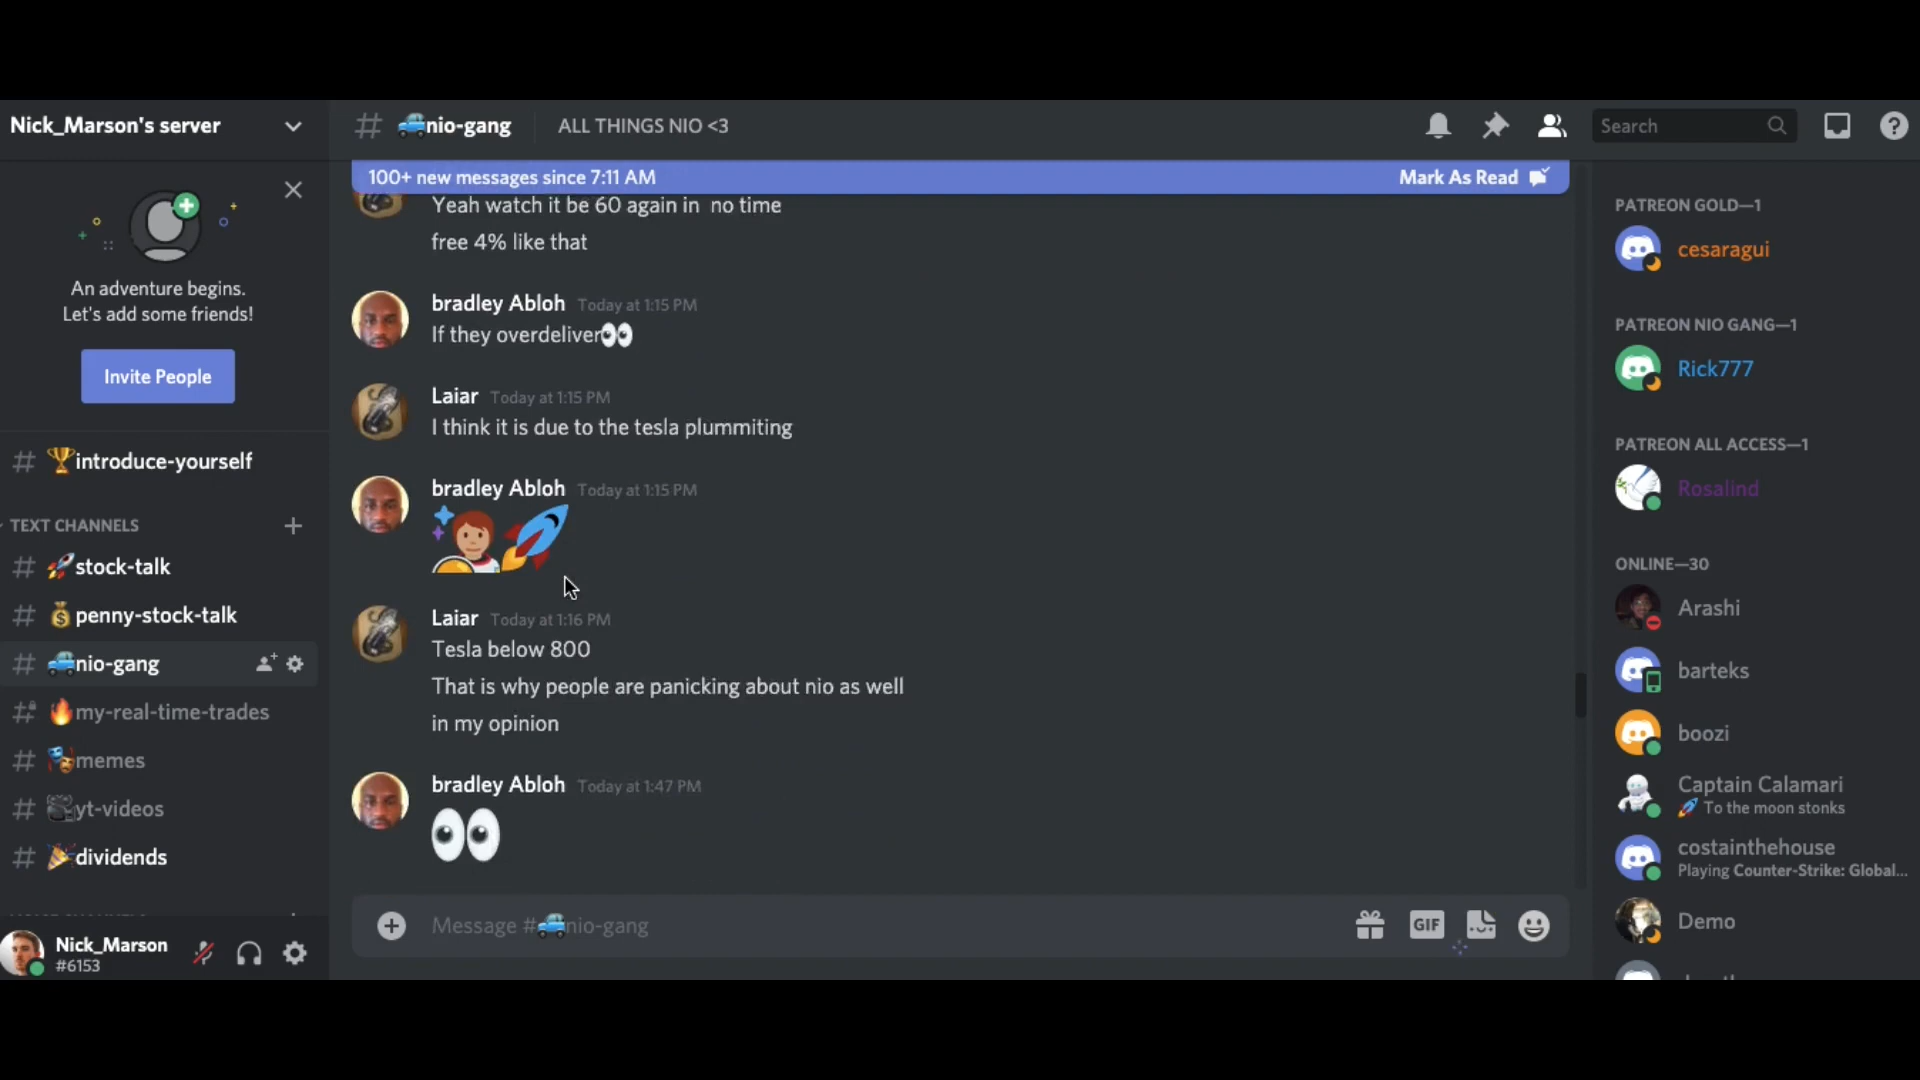 Nick_Marson's server
An adventure begins.
Let's add some friends!
Invite People
# 🏆introduce-yourself
TEXT CHANNELS
# 🚀stock-talk
# 💰penny-stock-talk
# 🚙nio-gang
# 🔥my-real-time-trades
# 🎭memes
# 📽yt-videos
# 🎉dividends
Nick_Marson
#6153
# 🚙nio-gang ALL THINGS NIO <3
Search
100+ new messages since 7:11 AM Mark As Read
Yeah watch it be 60 again in no time
free 4% like that
bradley Abloh Today at 1:15 PM
If they overdeliver👀
Laiar Today at 1:15 PM
I think it is due to the tesla plummiting
bradley Abloh Today at 1:15 PM
Laiar Today at 1:16 PM
Tesla below 800
That is why people are panicking about nio as well
in my opinion
bradley Abloh Today at 1:47 PM
Message #🚙nio-gang
GIF
PATREON GOLD—1
cesaragui
PATREON NIO GANG—1
Rick777
PATREON ALL ACCESS—1
Rosalind
ONLINE—30
Arashi
barteks
boozi
Captain Calamari
🚀 To the moon stonks
costainthehouse
Playing Counter-Strike: Global...
Demo